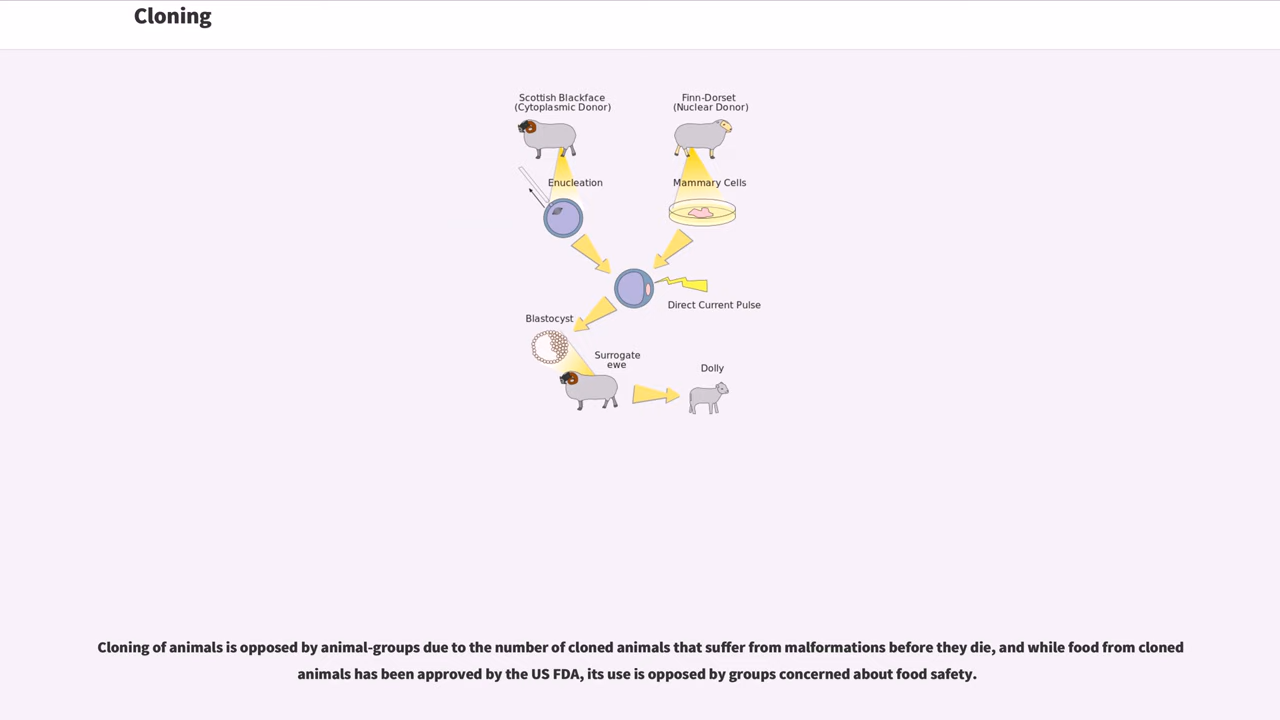 Cloning
Scottish Blackface
(Cytoplasmic Donor)
Finn-Dorset
(Nuclear Donor)
Enucleation
Mammary Cells
Direct Current Pulse
Blastocyst
Surrogate
ewe
Dolly
Cloning of animals is opposed by animal-groups due to the number of cloned animals that suffer from malformations before they die, and while food from cloned
animals has been approved by the US FDA, its use is opposed by groups concerned about food safety.